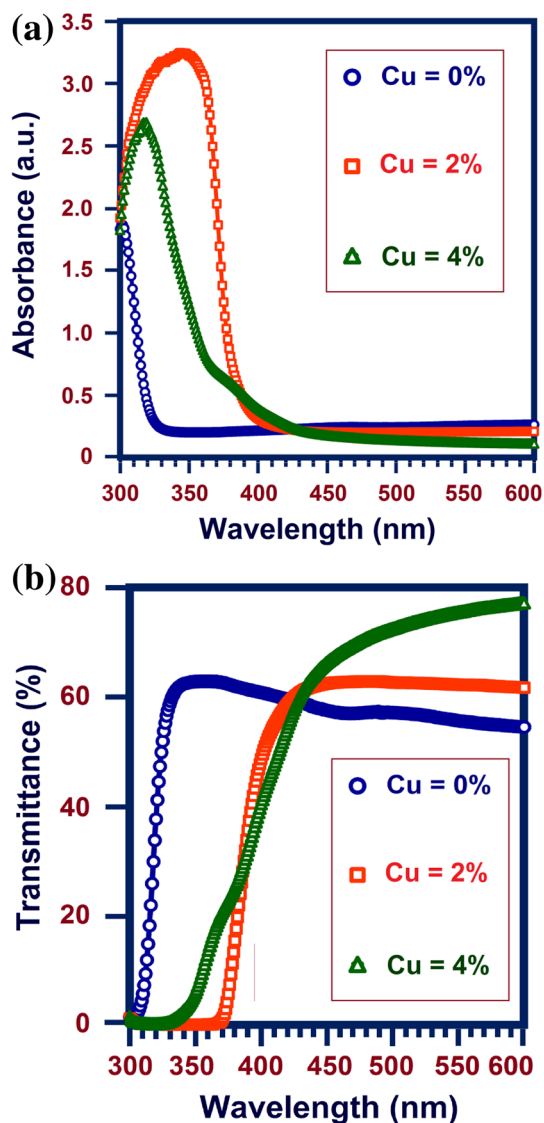 (a)
3.5
3.0
2.5
2.0
1.5
1.0
0.5
0
Absorbance (a.u.)
Cu = 0%
Cu = 2%
Cu = 4%
300 350 400 450 500 550 600
Wavelength (nm)
(b)
80
60
40
20
0
Transmittance (%)
Cu = 0%
Cu = 2%
Cu = 4%
300 350 400 450 500 550 600
Wavelength (nm)